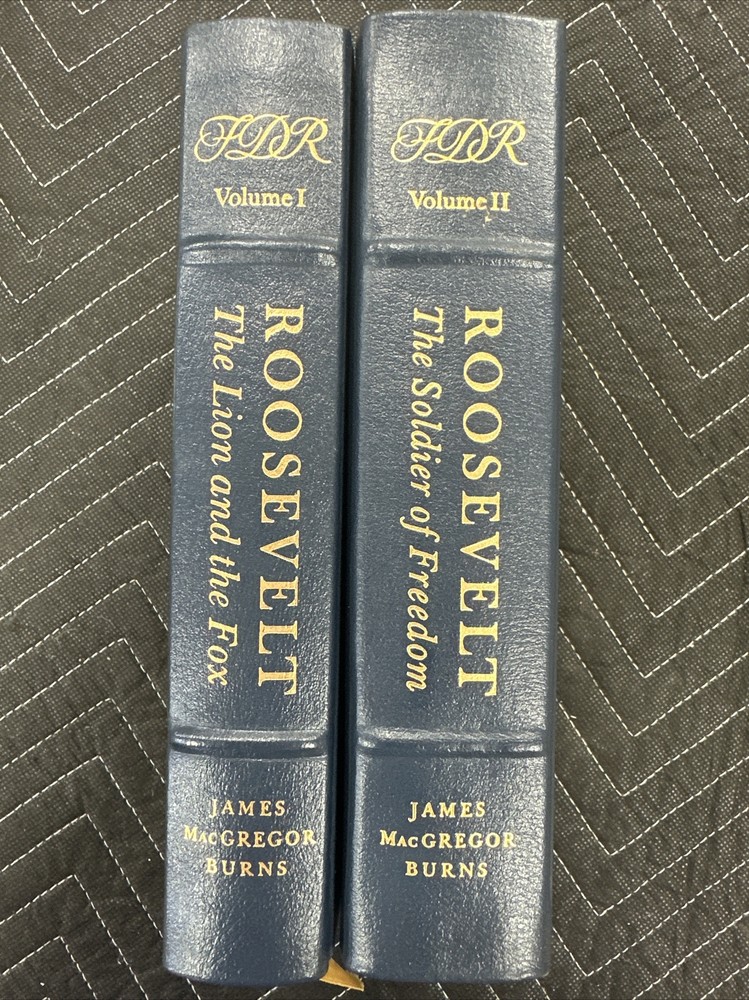 FDR
Volume I
ROOSEVELT
The Lion and the Fox
JAMES
MacGREGOR
BURNS
FDR
Volume II
ROOSEVELT
The Soldier of Freedom
JAMES
MacGREGOR
BURNS